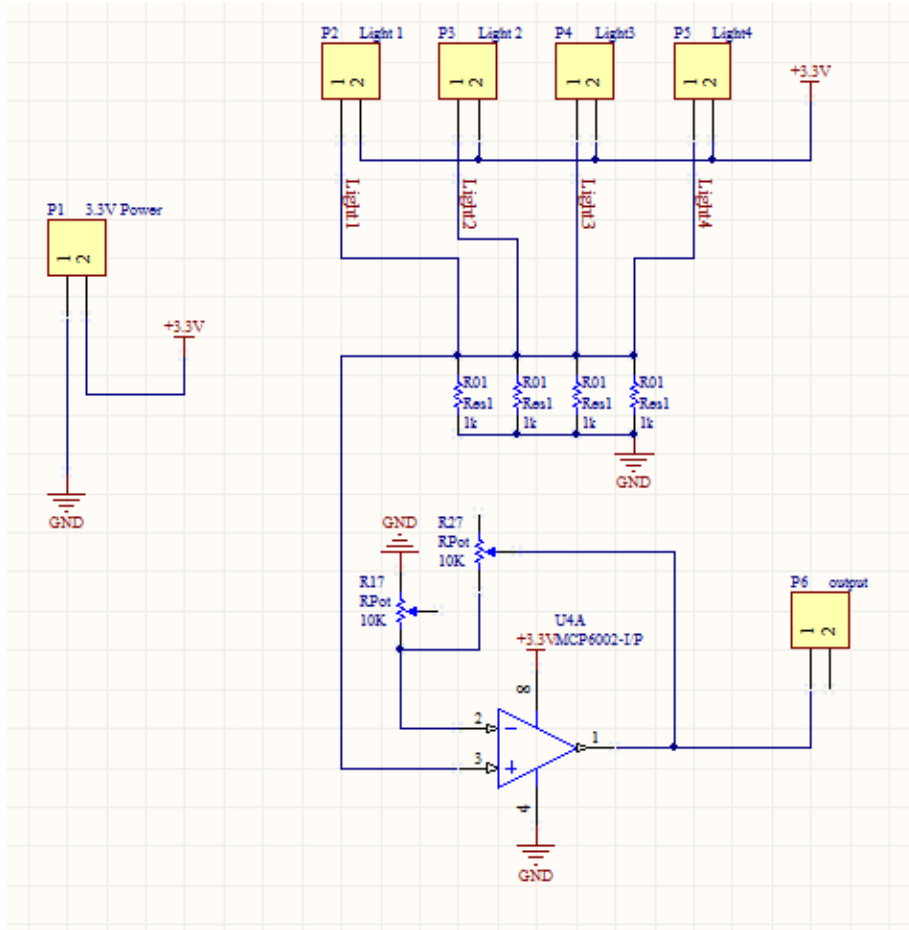 P2 Light 1
P3 Light 2
P4 Light3
P5 Light4
1 2
1 2
1 2
1 2
+3.3V
Light1
Light2
Light3
Light4
P1 3.3V Power
1 2
+3.3V
GND
R01
Res1
1k
R01
Res1
1k
R01
Res1
1k
R01
Res1
1k
GND
GND
R27
RPot
10K
R17
RPot
10K
P6 output
1 2
U4A
+3.3V MCP6002-I/P
8
2
1
3
4
GND